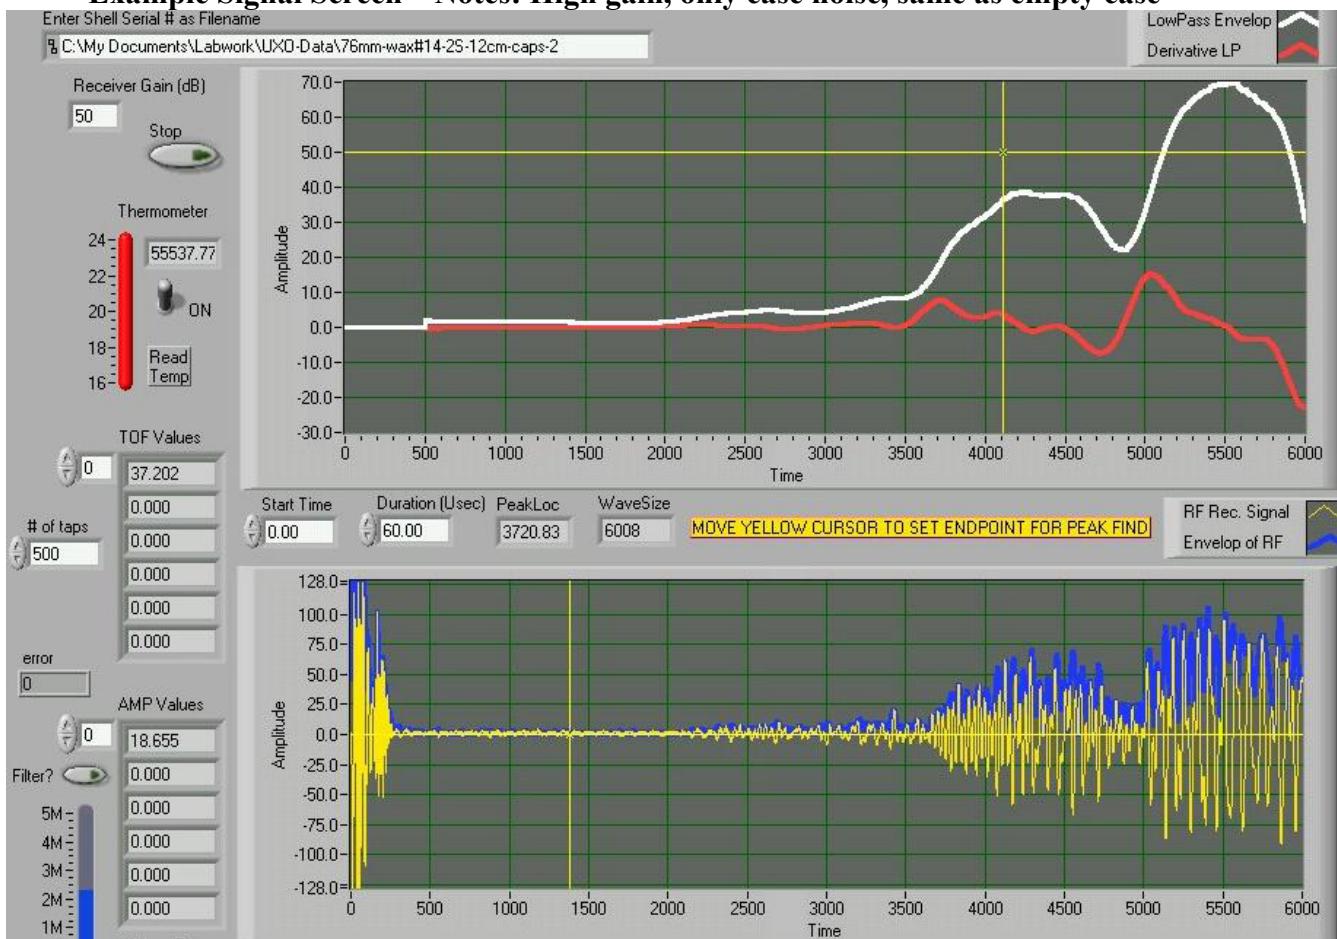 Example Signal Screen – Notes: High gain, only case noise, same as empty case
Enter Shell Serial # as Filename
C:\My Documents\Labwork\UXO-Data\76mm-wax#14-2S-12cm-caps-2
LowPass Envelop
Derivative LP
Receiver Gain (dB)
50
Stop
Thermometer
24
22
20
18
16
55537.77
ON
Read
Temp
70.0
60.0
50.0
40.0
30.0
20.0
10.0
0.0
-10.0
-20.0
-30.0
Amplitude
0 500 1000 1500 2000 2500 3000 3500 4000 4500 5000 5500 6000
Time
TOF Values
0
37.202
0.000
0.000
0.000
0.000
0.000
# of taps
500
Start Time
0.00
Duration (Usec)
60.00
PeakLoc
3720.83
WaveSize
6008
MOVE YELLOW CURSOR TO SET ENDPOINT FOR PEAK FIND
RF Rec. Signal
Envelop of RF
error
0
AMP Values
0
18.655
0.000
0.000
0.000
0.000
0.000
Filter?
5M
4M
3M
2M
1M
128.0
100.0
75.0
50.0
25.0
0.0
-25.0
-50.0
-75.0
-100.0
-128.0
Amplitude
0 500 1000 1500 2000 2500 3000 3500 4000 4500 5000 5500 6000
Time